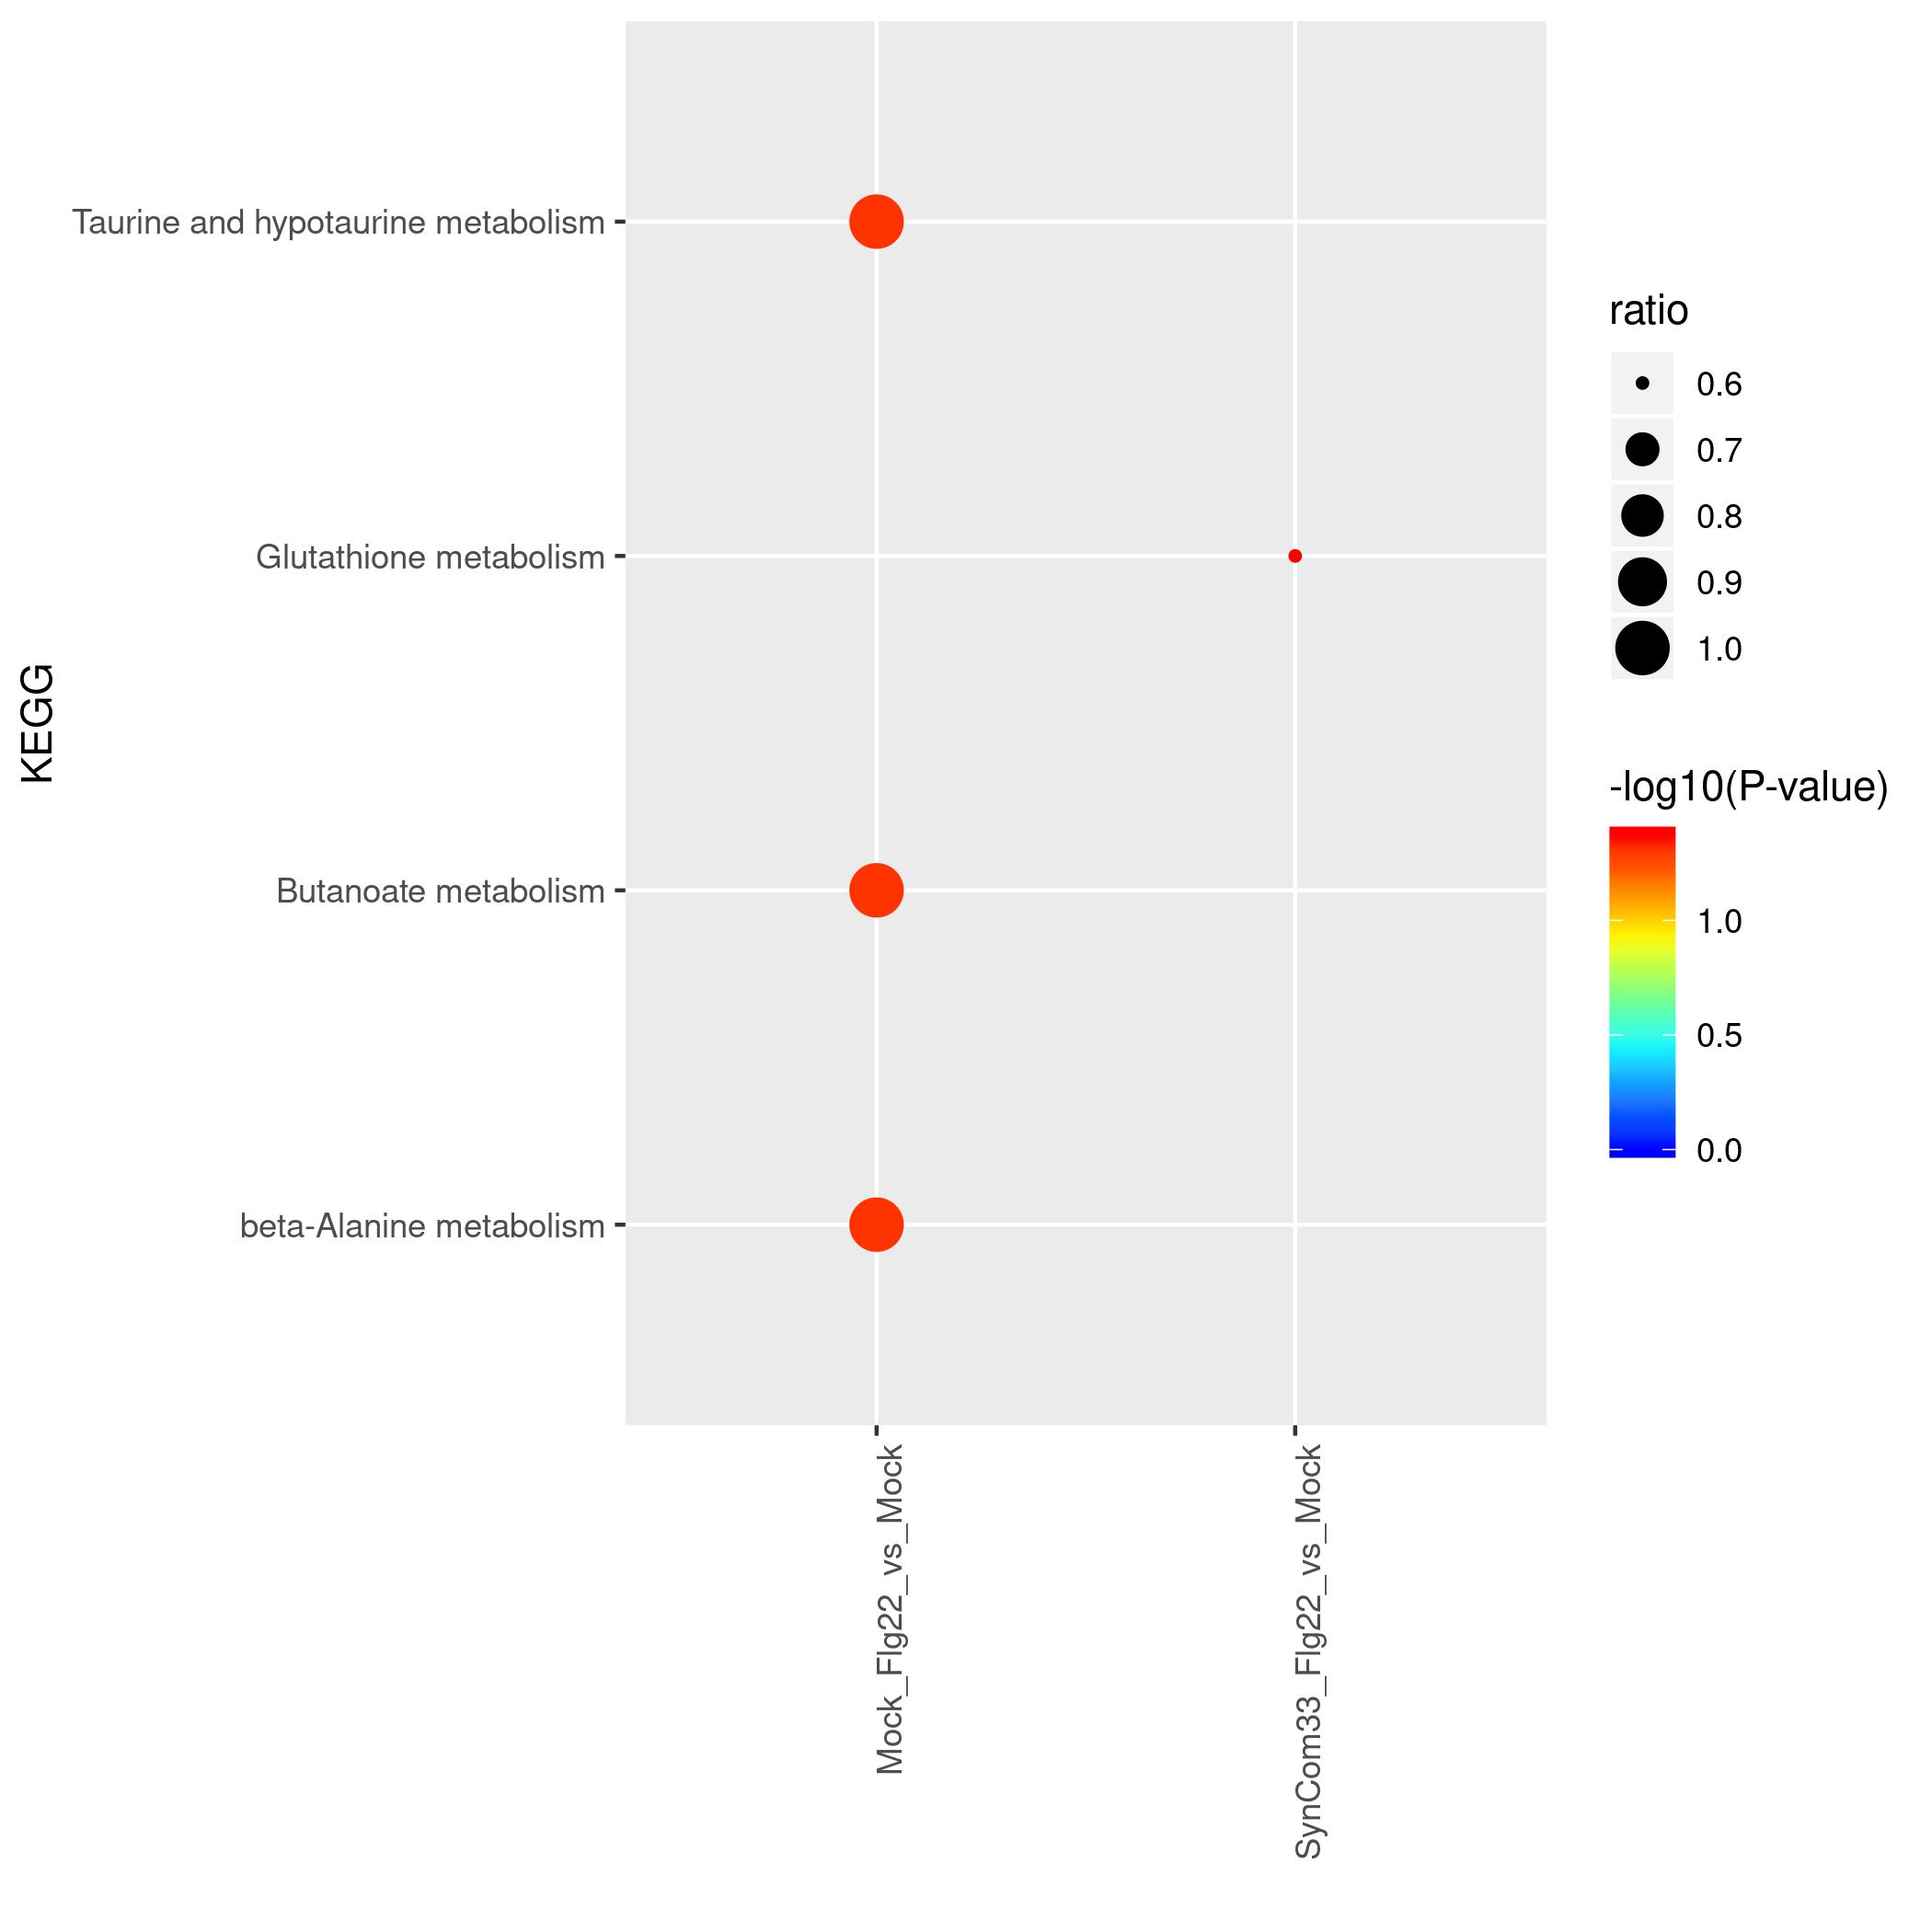 KEGG
Taurine and hypotaurine metabolism
Glutathione metabolism
Butanoate metabolism
beta-Alanine metabolism
Mock_Flg22_vs_Mock
SynCom33_Flg22_vs_Mock
ratio
0.6
0.7
0.8
0.9
1.0
-log10(P-value)
1.0
0.5
0.0